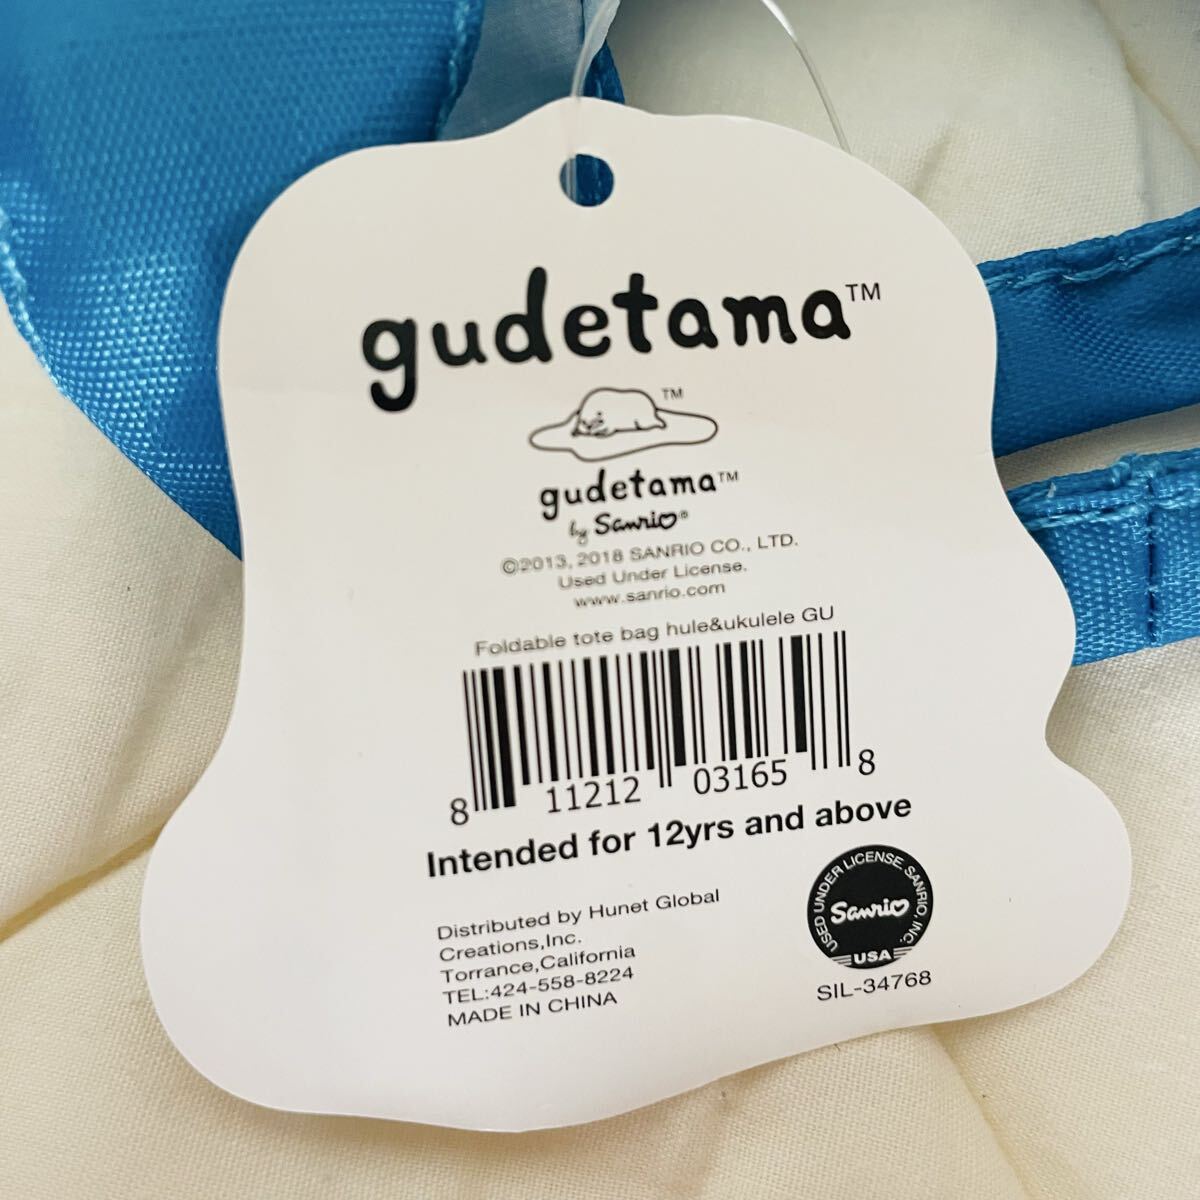 gudetama™
™
gudetama™
by Sanrio®
©2013, 2018 SANRIO CO., LTD.
Used Under License.
www.sanrio.com
Foldable tote bag hule&ukulele GU
8 11212 03165 8
Intended for 12yrs and above
Distributed by Hunet Global
Creations,Inc.
Torrance,California
TEL:424-558-8224
MADE IN CHINA
USED UNDER LICENSE. SANRIO, INC.
Sanrio
USA
SIL-34768